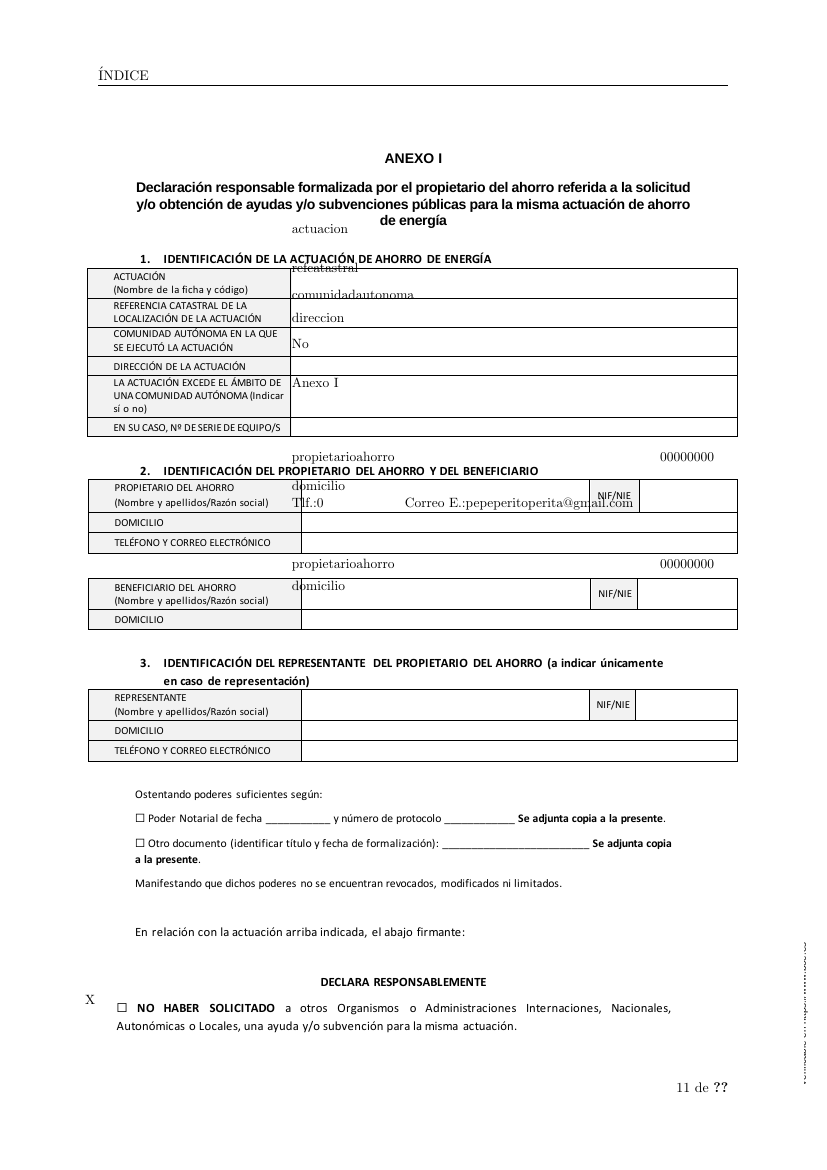 ÍNDICE
ANEXO I
Declaración responsable formalizada por el propietario del ahorro referida a la solicitud
y/o obtención de ayudas y/o subvenciones públicas para la misma actuación de ahorro
de energía
actuacion
1. IDENTIFICACIÓN DE LA ACTUACIÓN DE AHORRO DE ENERGÍA
refcatastral
ACTUACIÓN
(Nombre de la ficha y código)
comunidadautonoma
REFERENCIA CATASTRAL DE LA
LOCALIZACIÓN DE LA ACTUACIÓN
direccion
COMUNIDAD AUTÓNOMA EN LA QUE
SE EJECUTÓ LA ACTUACIÓN
No
DIRECCIÓN DE LA ACTUACIÓN
LA ACTUACIÓN EXCEDE EL ÁMBITO DE
UNA COMUNIDAD AUTÓNOMA (Indicar
sí o no)
Anexo I
EN SU CASO, Nº DE SERIE DE EQUIPO/S
propietarioahorro 00000000
2. IDENTIFICACIÓN DEL PROPIETARIO DEL AHORRO Y DEL BENEFICIARIO
PROPIETARIO DEL AHORRO
(Nombre y apellidos/Razón social)
domicilio
NIF/NIE
Tlf.:0 Correo E.:pepeperitoperita@gmail.com
DOMICILIO
TELÉFONO Y CORREO ELECTRÓNICO
propietarioahorro 00000000
BENEFICIARIO DEL AHORRO
(Nombre y apellidos/Razón social)
domicilio
NIF/NIE
DOMICILIO
3. IDENTIFICACIÓN DEL REPRESENTANTE DEL PROPIETARIO DEL AHORRO (a indicar únicamente
en caso de representación)
REPRESENTANTE
(Nombre y apellidos/Razón social)
NIF/NIE
DOMICILIO
TELÉFONO Y CORREO ELECTRÓNICO
Ostentando poderes suficientes según:
☐ Poder Notarial de fecha ___________ y número de protocolo ____________ Se adjunta copia a la presente.
☐ Otro documento (identificar título y fecha de formalización): _________________________ Se adjunta copia
a la presente.
Manifestando que dichos poderes no se encuentran revocados, modificados ni limitados.
En relación con la actuación arriba indicada, el abajo firmante:
DECLARA RESPONSABLEMENTE
X
☐ NO HABER SOLICITADO a otros Organismos o Administraciones Internaciones, Nacionales,
Autonómicas o Locales, una ayuda y/o subvención para la misma actuación.
11 de ??